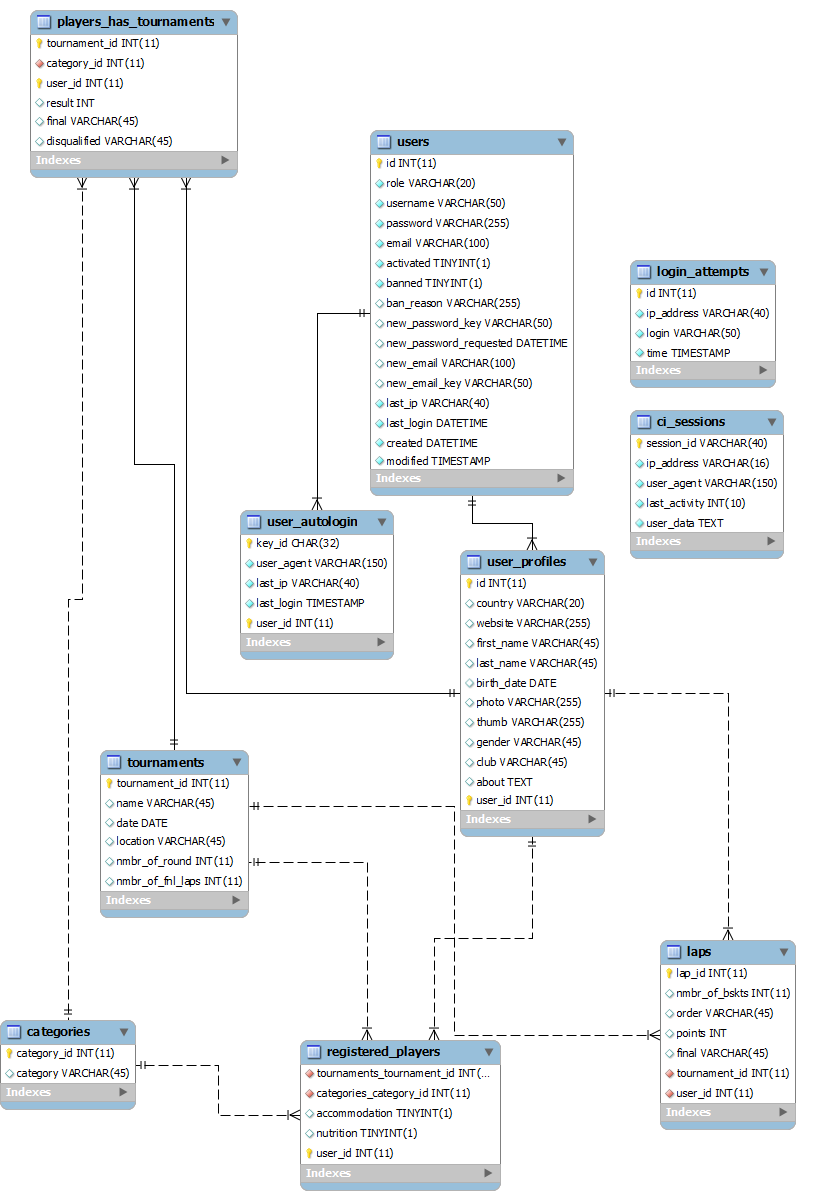 players_has_tournaments
tournament_id INT(11)
category_id INT(11)
user_id INT(11)
result INT
final VARCHAR(45)
disqualified VARCHAR(45)
Indexes
users
id INT(11)
role VARCHAR(20)
username VARCHAR(50)
password VARCHAR(255)
email VARCHAR(100)
activated TINYINT(1)
banned TINYINT(1)
ban_reason VARCHAR(255)
new_password_key VARCHAR(50)
new_password_requested DATETIME
new_email VARCHAR(100)
new_email_key VARCHAR(50)
last_ip VARCHAR(40)
last_login DATETIME
created DATETIME
modified TIMESTAMP
Indexes
login_attempts
id INT(11)
ip_address VARCHAR(40)
login VARCHAR(50)
time TIMESTAMP
Indexes
ci_sessions
session_id VARCHAR(40)
ip_address VARCHAR(16)
user_agent VARCHAR(150)
last_activity INT(10)
user_data TEXT
Indexes
user_autologin
key_id CHAR(32)
user_agent VARCHAR(150)
last_ip VARCHAR(40)
last_login TIMESTAMP
user_id INT(11)
Indexes
user_profiles
id INT(11)
country VARCHAR(20)
website VARCHAR(255)
first_name VARCHAR(45)
last_name VARCHAR(45)
birth_date DATE
photo VARCHAR(255)
thumb VARCHAR(255)
gender VARCHAR(45)
club VARCHAR(45)
about TEXT
user_id INT(11)
Indexes
tournaments
tournament_id INT(11)
name VARCHAR(45)
date DATE
location VARCHAR(45)
nmbr_of_round INT(11)
nmbr_of_fnl_laps INT(11)
Indexes
laps
lap_id INT(11)
nmbr_of_bskts INT(11)
order VARCHAR(45)
points INT
final VARCHAR(45)
tournament_id INT(11)
user_id INT(11)
Indexes
categories
category_id INT(11)
category VARCHAR(45)
Indexes
registered_players
tournaments_tournament_id INT(...
categories_category_id INT(11)
accommodation TINYINT(1)
nutrition TINYINT(1)
user_id INT(11)
Indexes